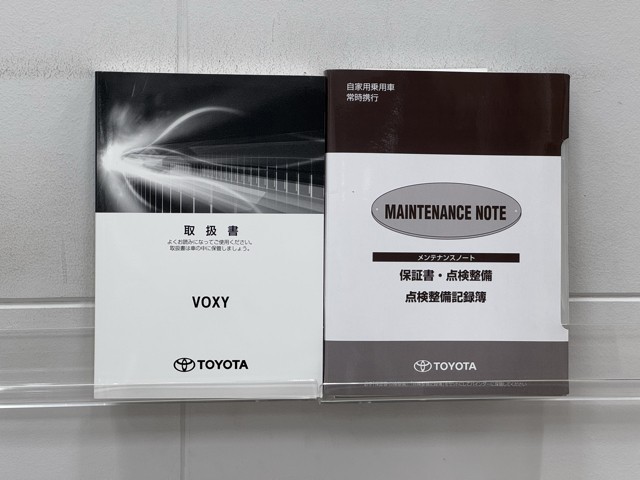 取扱書
よくお読みになってご使用ください。
取扱書は車の中に保管しましょう。
VOXY
TOYOTA
自家用乗用車
常時携行
MAINTENANCE NOTE
メンテナンスノート
保証書・点検整備
点検整備記録簿
TOYOTA